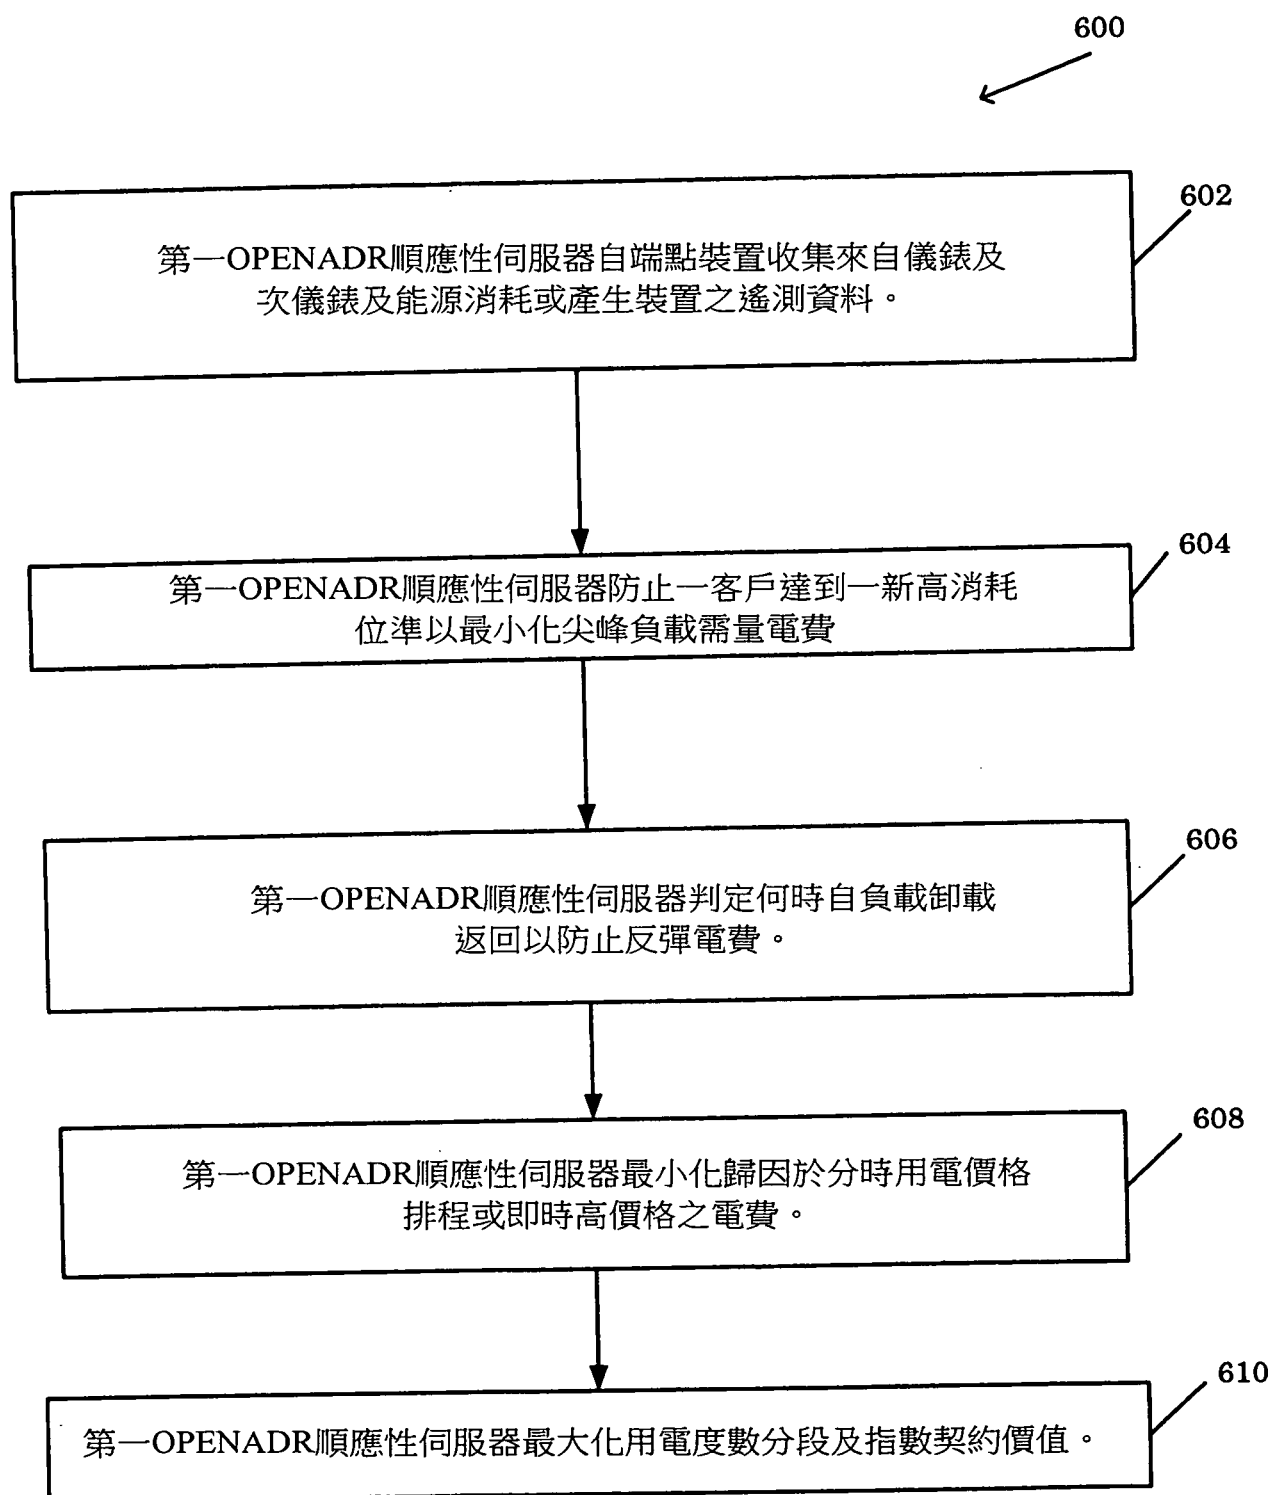 600
602
第一OPENADR順應性伺服器自端點裝置收集來自儀錶及
次儀錶及能源消耗或產生裝置之遙測資料。
604
第一OPENADR順應性伺服器防止一客戶達到一新高消耗
位準以最小化尖峰負載需量電費
606
第一OPENADR順應性伺服器判定何時自負載卸載
返回以防止反彈電費。
608
第一OPENADR順應性伺服器最小化歸因於分時用電價格
排程或即時高價格之電費。
610
第一OPENADR順應性伺服器最大化用電度數分段及指數契約價值。